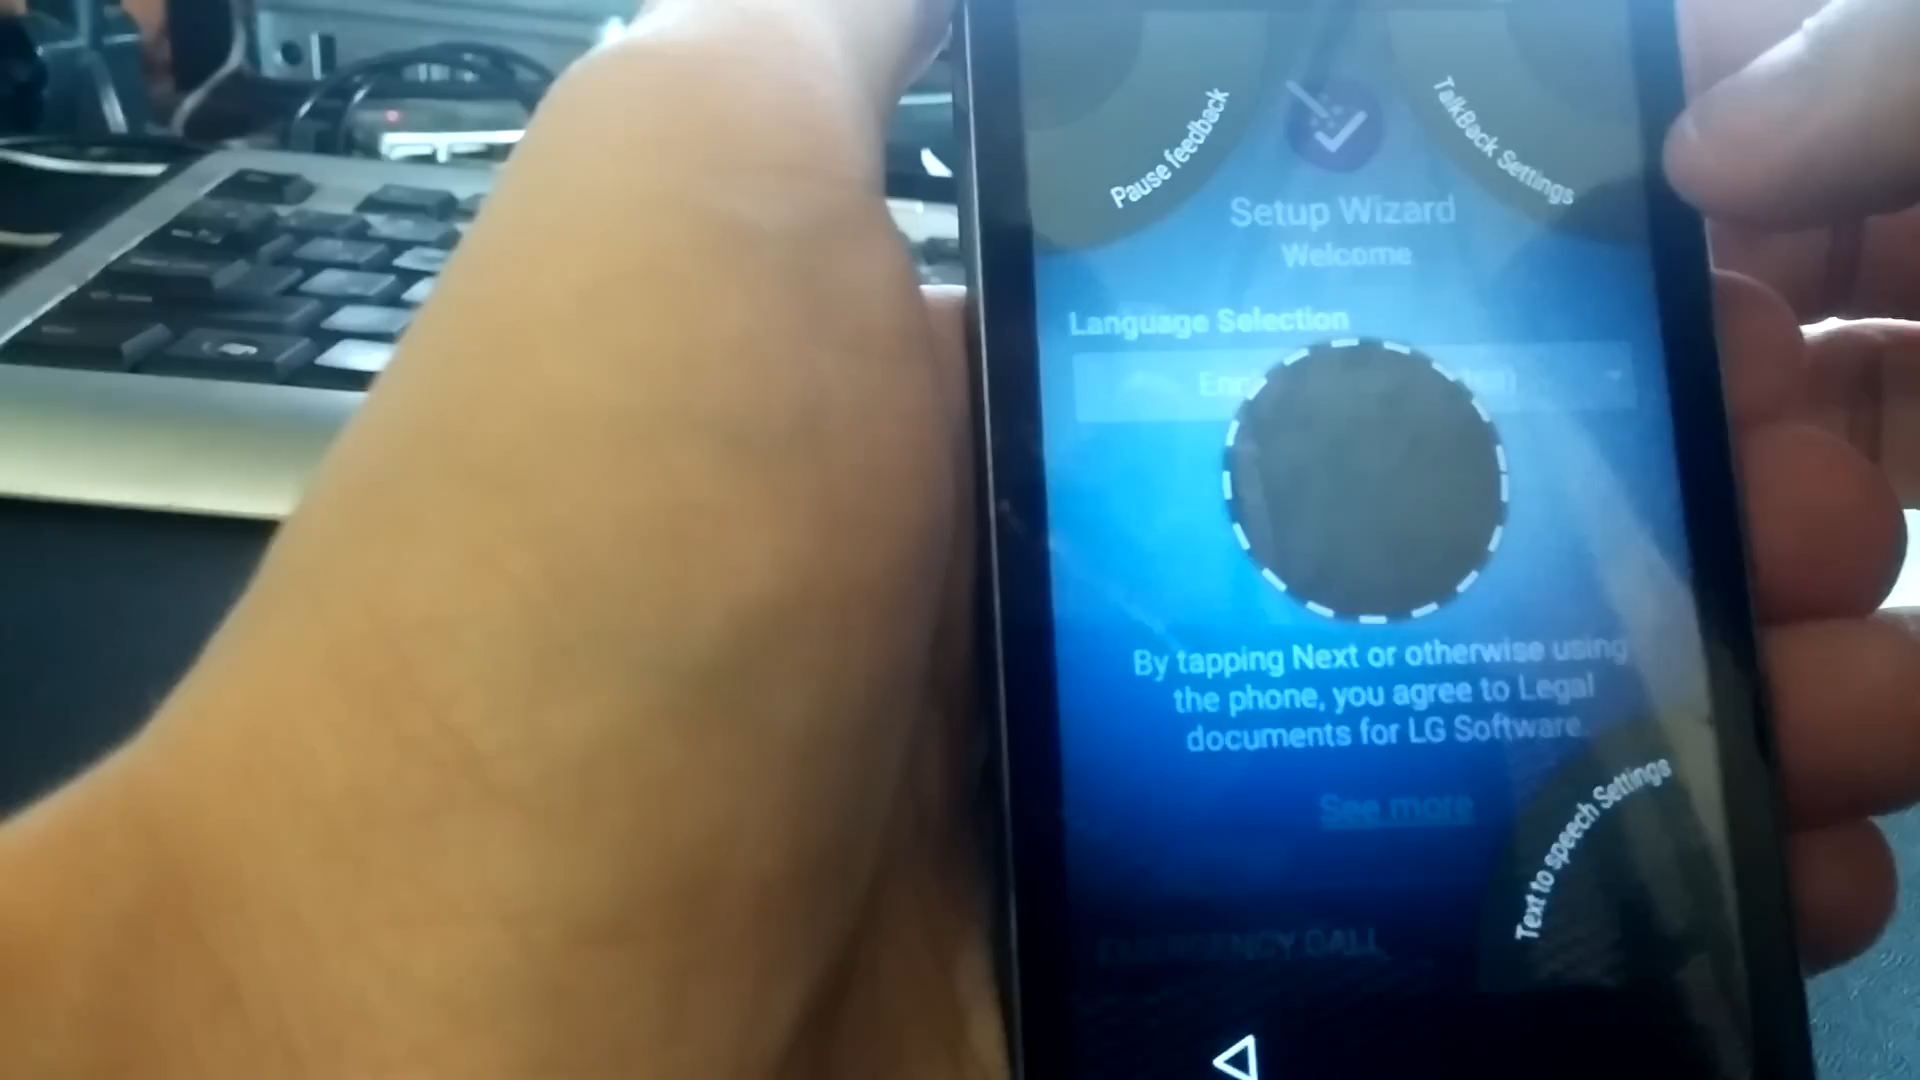 Pause feedback
TalkBack Settings
Setup Wizard
Welcome
Language Selection
By tapping Next or otherwise using
the phone, you agree to Legal
documents for LG Software.
See more
Text to speech Settings
EMERGENCY CALL